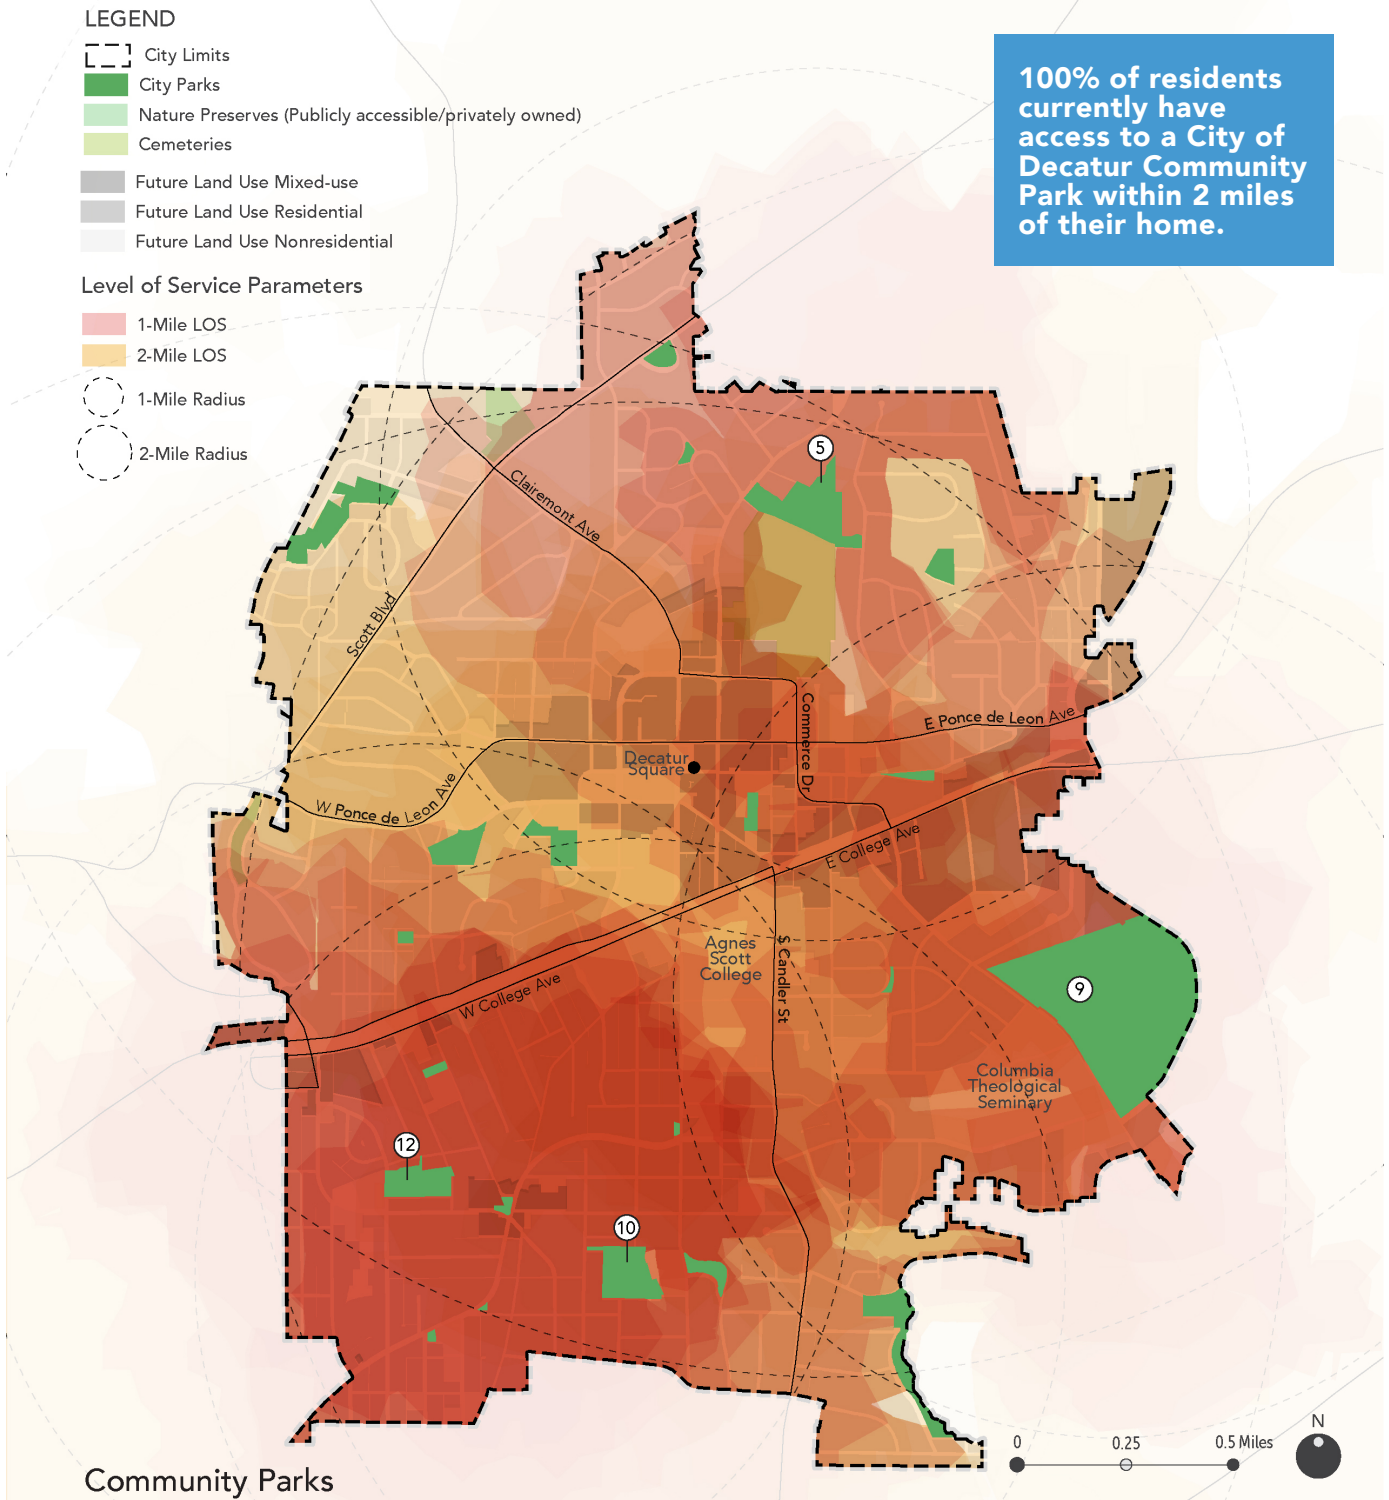 LEGEND
City Limits
City Parks
Nature Preserves (Publicly accessible/privately owned)
Cemeteries
Future Land Use Mixed-use
Future Land Use Residential
Future Land Use Nonresidential
Level of Service Parameters
1-Mile LOS
2-Mile LOS
1-Mile Radius
2-Mile Radius
100% of residents
currently have
access to a City of
Decatur Community
Park within 2 miles
of their home.
5
Clairemont Ave
Scott Blvd
Commerce Dr
E Ponce de Leon Ave
Decatur
Square
W Ponce de Leon Ave
E College Ave
Agnes
Scott
College
S Candler St
W College Ave
9
Columbia
Theological
Seminary
12
10
N
0
0.25
0.5 Miles
Community Parks